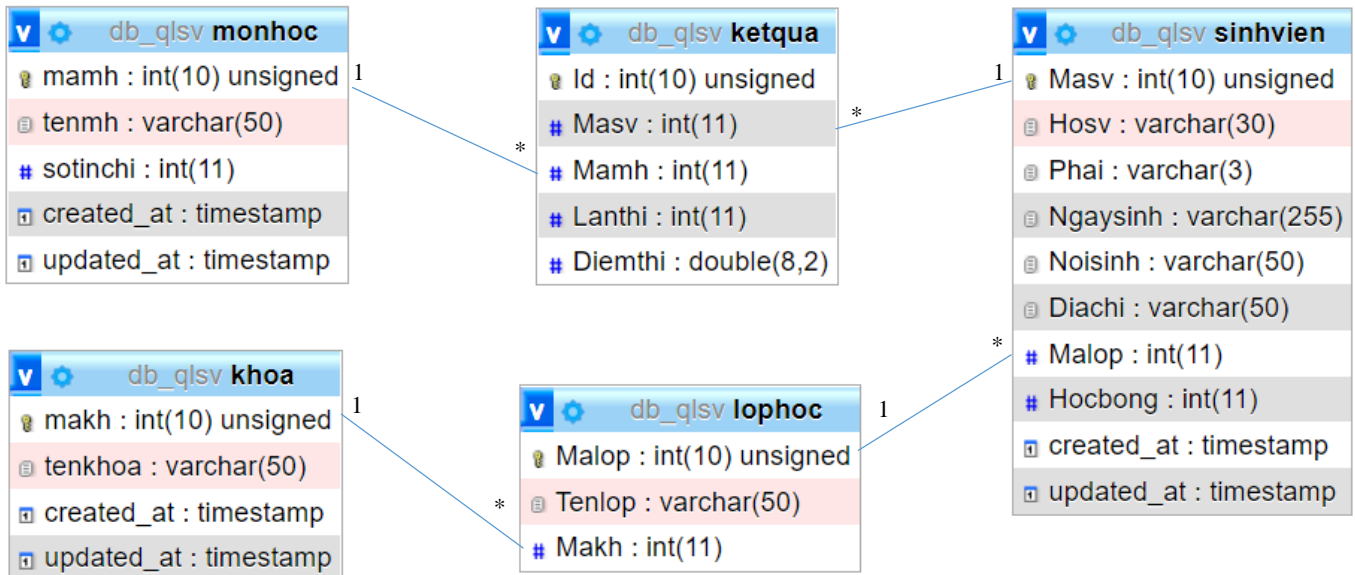 db_qlsv monhoc
mamh : int(10) unsigned
tenmh : varchar(50)
sotinchi : int(11)
created_at : timestamp
updated_at : timestamp
1
*
db_qlsv ketqua
Id : int(10) unsigned
Masv : int(11)
Mamh : int(11)
Lanthi : int(11)
Diemthi : double(8,2)
1
*
db_qlsv sinhvien
Masv : int(10) unsigned
Hosv : varchar(30)
Phai : varchar(3)
Ngaysinh : varchar(255)
Noisinh : varchar(50)
Diachi : varchar(50)
Malop : int(11)
Hocbong : int(11)
created_at : timestamp
updated_at : timestamp
db_qlsv khoa
makh : int(10) unsigned
tenkhoa : varchar(50)
created_at : timestamp
updated_at : timestamp
1
*
db_qlsv lophoc
Malop : int(10) unsigned
Tenlop : varchar(50)
Makh : int(11)
1
*